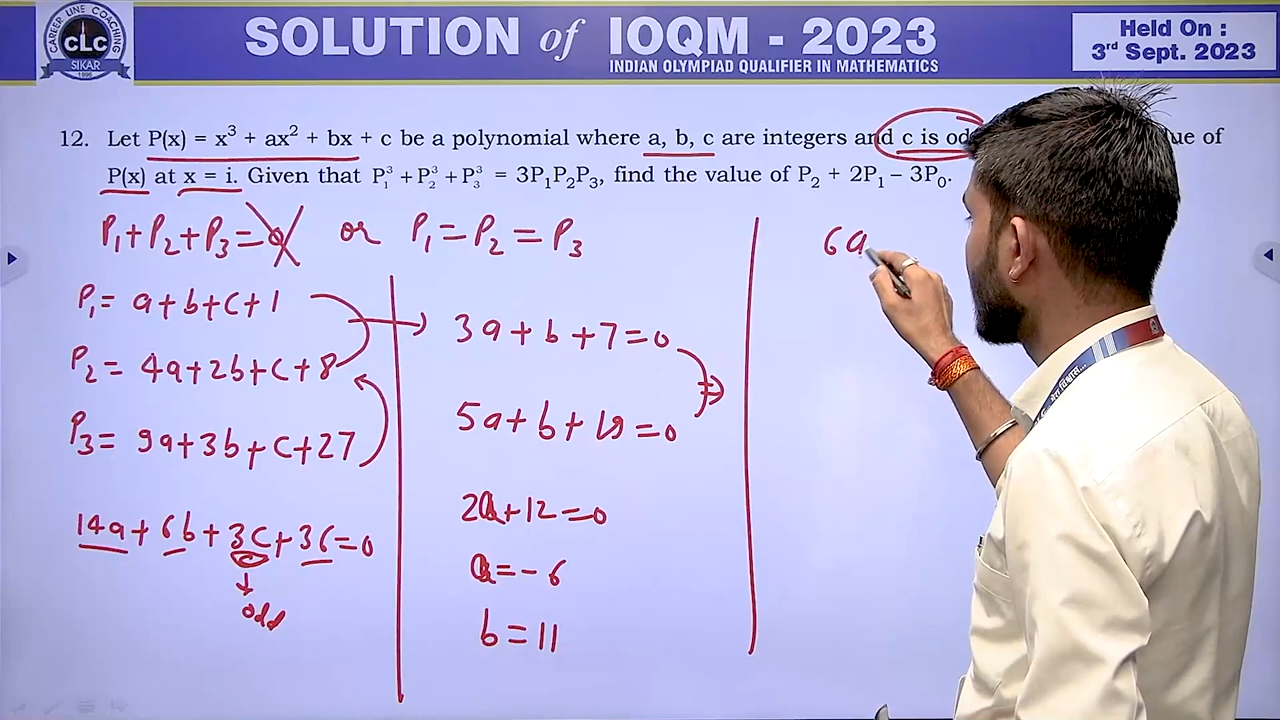 CAREER LINE COACHING
CLC
SIKAR
1996
SOLUTION of IOQM - 2023
INDIAN OLYMPIAD QUALIFIER IN MATHEMATICS
Held On :
3rd Sept. 2023
12. Let P(x) = x³ + ax² + bx + c be a polynomial where a, b, c are integers and c is od ue of
P(x) at x = i. Given that P₁³ + P₂³ + P₃³ = 3P₁P₂P₃, find the value of P₂ + 2P₁ − 3P₀.
P₁+P₂+P₃=0 or P₁=P₂=P₃
P₁= a+b+c+1
P₂= 4a+2b+c+8
P₃= 9a+3b+c+27
14a+6b+3c+36=0
odd
3a+b+7=0
5a+b+19=0
2a+12=0
a=-6
b=11
6a